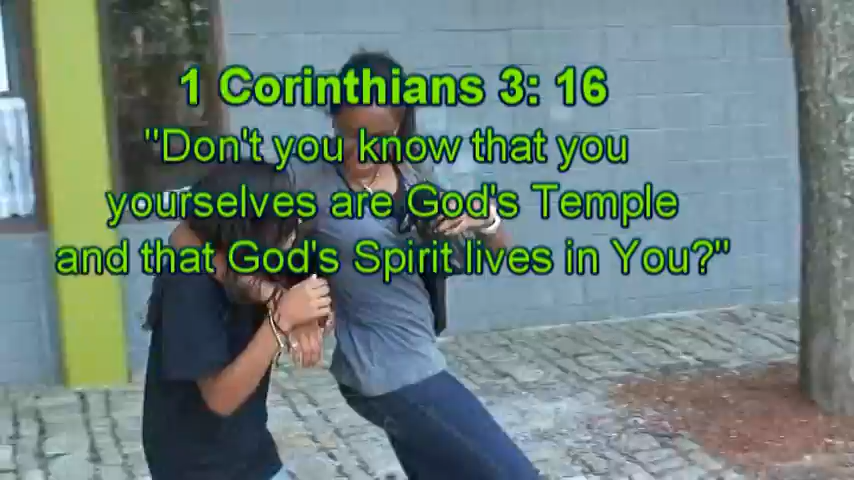 1 Corinthians 3: 16
"Don't you know that you
yourselves are God's Temple
and that God's Spirit lives in You?"